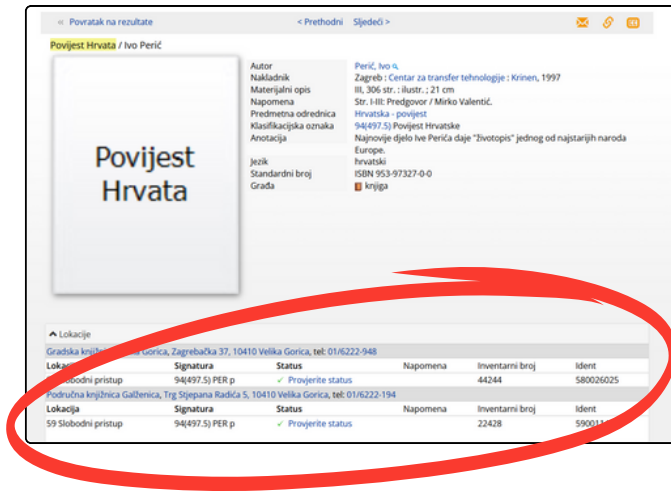 « Povratak na rezultate < Prethodni Sljedeći >
Povijest Hrvata / Ivo Perić
Povijest
Hrvata
Autor Perić, Ivo
Nakladnik Zagreb : Centar za transfer tehnologije : Krinen, 1997
Materijalni opis III, 306 str. : ilustr. ; 21 cm
Napomena Str. I-III: Predgovor / Mirko Valentić.
Predmetna odrednica Hrvatska - povijest
Klasifikacijska oznaka 94(497.5) Povijest Hrvatske
Anotacija Najnovije djelo Ive Perića daje "životopis" jednog od najstarijih naroda
Europe.
Jezik hrvatski
Standardni broj ISBN 953-97327-0-0
Građa knjiga
Lokacije
Gradska Gorica, Zagrebačka 37, 10410 Velika Gorica, tel: 01/6222-948
Signatura Status Napomena Inventarni broj Ident
pristup 94(497.5) PER p ✓ Provjerite status 44244 580026025
Područna knjižnica Galženica, Trg Stjepana Radića 5, 10410 Velika Gorica, tel: 01/6222-194
Lokacija Signatura Status Napomena Inventarni broj Ident
59 Slobodni pristup 94(497.5) PER p ✓ Provjerite status 22428